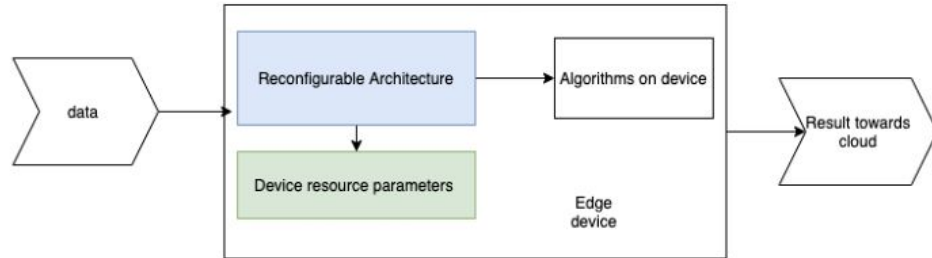 data
Reconfigurable Architecture
Algorithms on device
Device resource parameters
Edge
device
Result towards
cloud